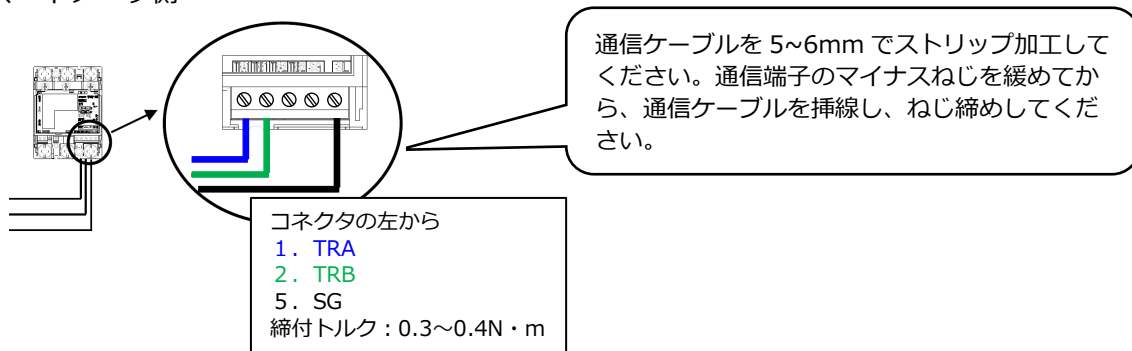 通信ケーブルを 5~6mm でストリップ加工して
ください。通信端子のマイナスねじを緩めてか
ら、通信ケーブルを挿線し、ねじ締めしてくだ
さい。
コネクタの左から
1．TRA
2．TRB
5．SG
締付トルク：0.3～0.4N・m